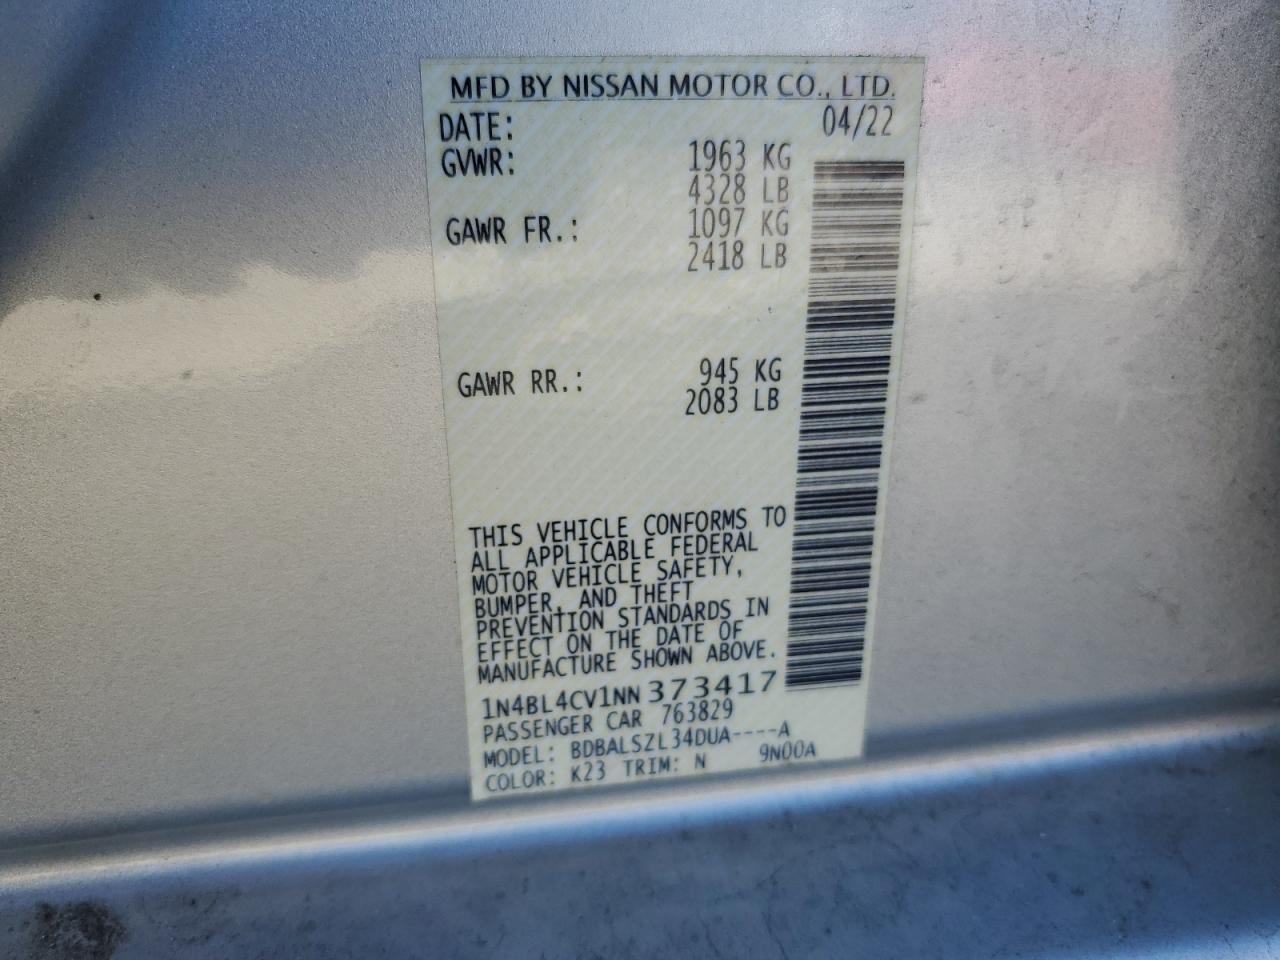 MFD BY NISSAN MOTOR CO., LTD.
DATE: 04/22
GVWR: 1963 KG
4328 LB
GAWR FR.: 1097 KG
2418 LB
GAWR RR.: 945 KG
2083 LB
THIS VEHICLE CONFORMS TO
ALL APPLICABLE FEDERAL
MOTOR VEHICLE SAFETY,
BUMPER, AND THEFT
PREVENTION STANDARDS IN
EFFECT ON THE DATE OF
MANUFACTURE SHOWN ABOVE.
1N4BL4CV1NN373417
PASSENGER CAR 763829
MODEL: BDBALSZL34DUA----A
COLOR: K23 TRIM: N 9N00A